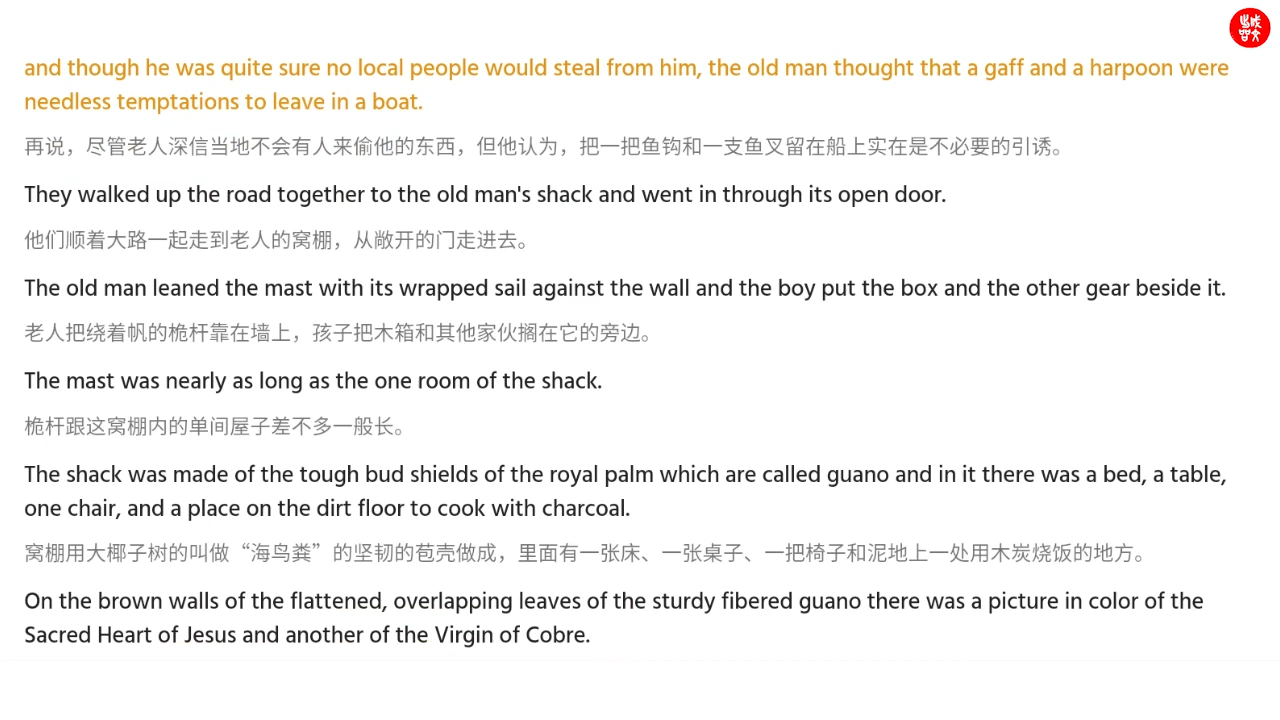 and though he was quite sure no local people would steal from him, the old man thought that a gaff and a harpoon were
needless temptations to leave in a boat.
再说，尽管老人深信当地不会有人来偷他的东西，但他认为，把一把鱼钩和一支鱼叉留在船上实在是不必要的引诱。
They walked up the road together to the old man's shack and went in through its open door.
他们顺着大路一起走到老人的窝棚，从敞开的门走进去。
The old man leaned the mast with its wrapped sail against the wall and the boy put the box and the other gear beside it.
老人把绕着帆的桅杆靠在墙上，孩子把木箱和其他家伙搁在它的旁边。
The mast was nearly as long as the one room of the shack.
桅杆跟这窝棚内的单间屋子差不多一般长。
The shack was made of the tough bud shields of the royal palm which are called guano and in it there was a bed, a table,
one chair, and a place on the dirt floor to cook with charcoal.
窝棚用大椰子树的叫做“海鸟粪”的坚韧的苞壳做成，里面有一张床、一张桌子、一把椅子和泥地上一处用木炭烧饭的地方。
On the brown walls of the flattened, overlapping leaves of the sturdy fibered guano there was a picture in color of the
Sacred Heart of Jesus and another of the Virgin of Cobre.